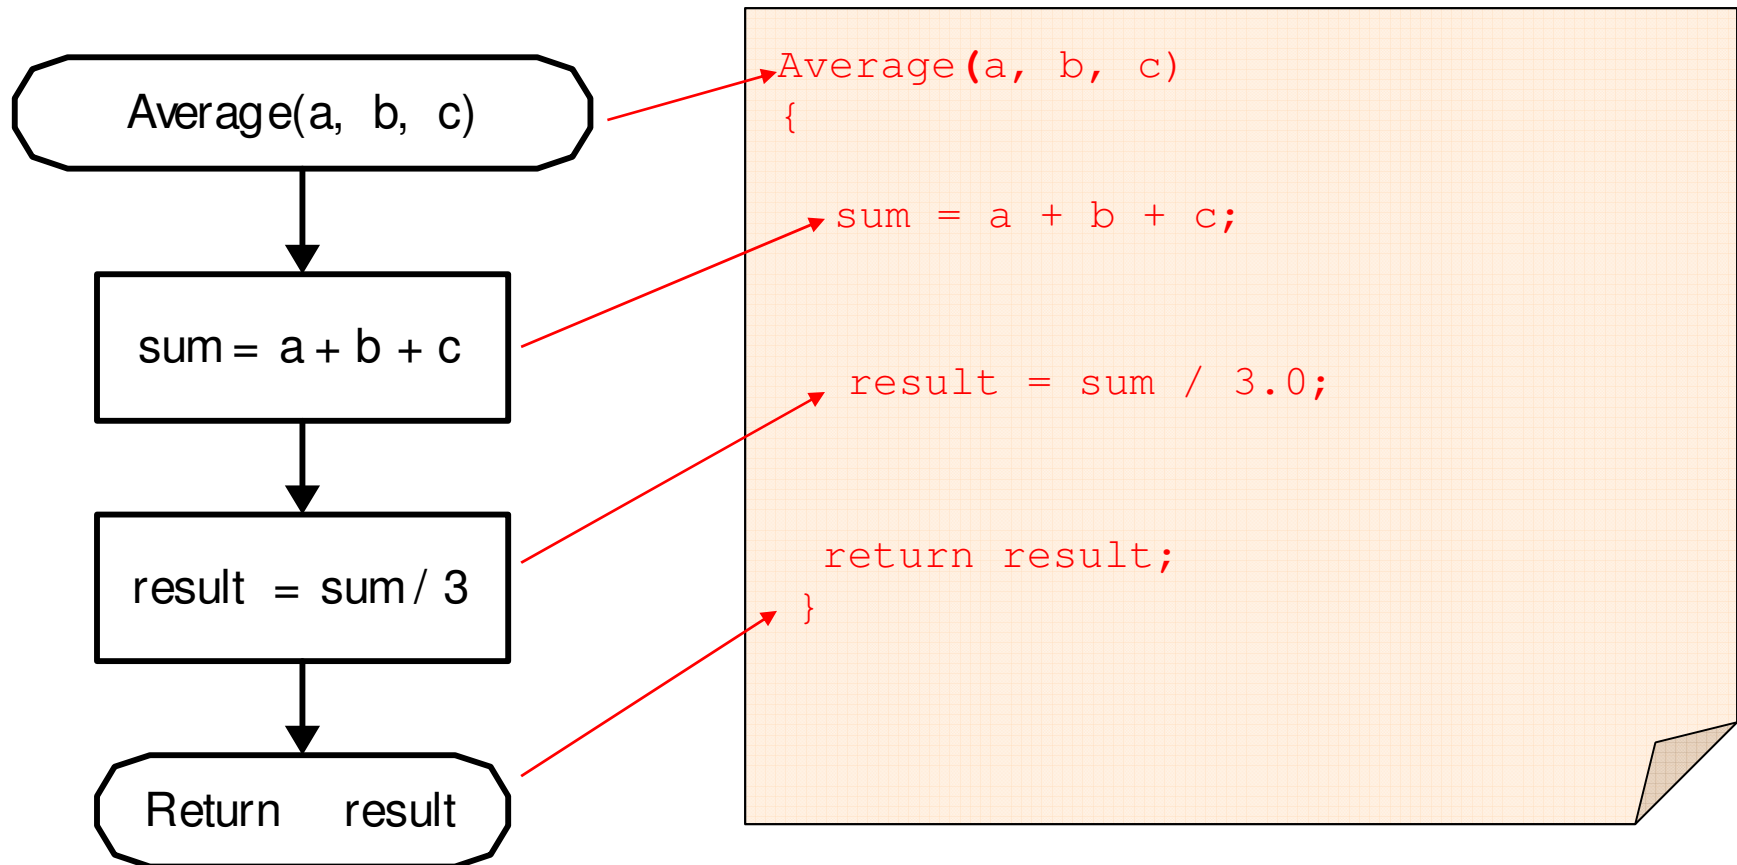 Average(a, b, c)
sum = a + b + c
result = sum / 3
Return result
Average(a, b, c)
{
sum = a + b + c;
result = sum / 3.0;
return result;
}